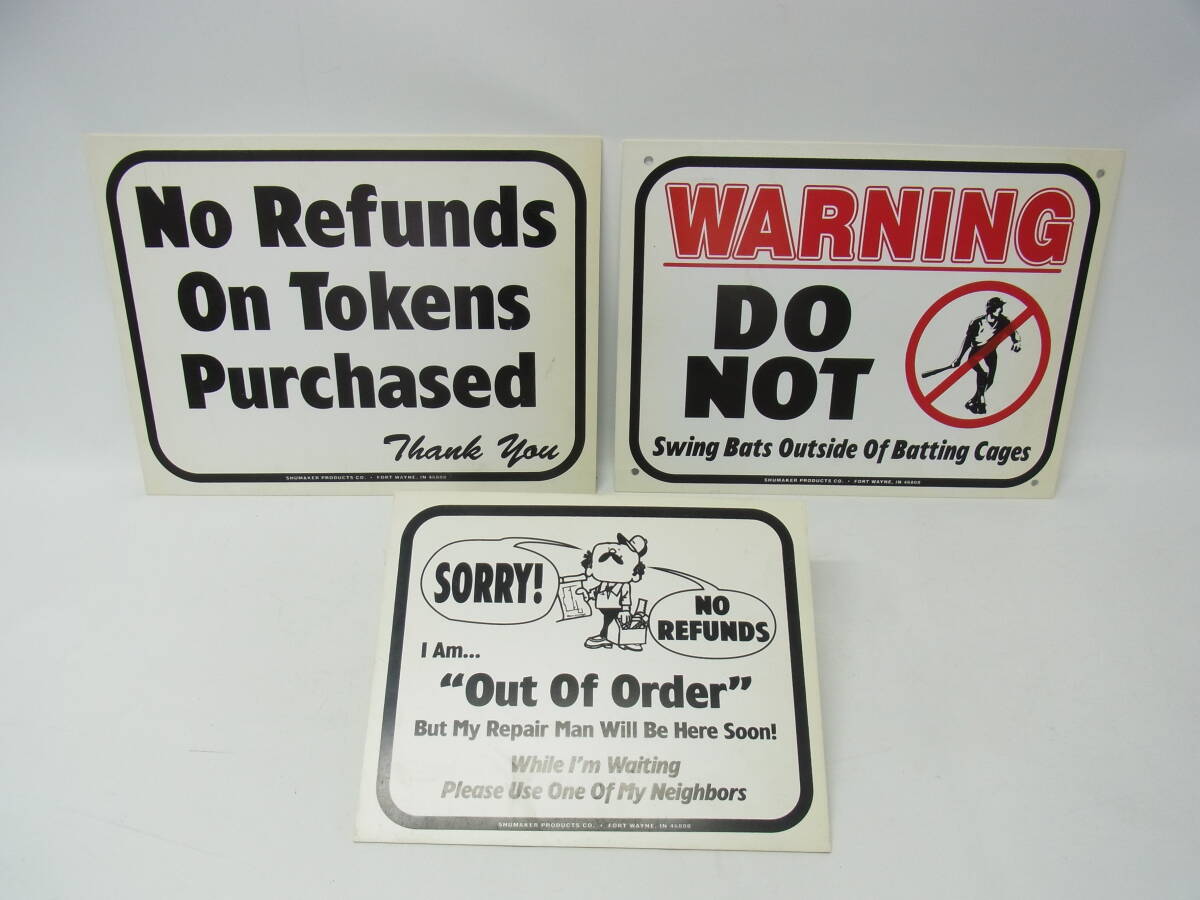 No Refunds
On Tokens
Purchased
Thank You
SHUMAKER PRODUCTS CO. • FORT WAYNE, IN 46808
WARNING
DO
NOT
Swing Bats Outside Of Batting Cages
SHUMAKER PRODUCTS CO. • FORT WAYNE, IN 46808
SORRY!
NO
REFUNDS
I Am...
“Out Of Order”
But My Repair Man Will Be Here Soon!
While I'm Waiting
Please Use One Of My Neighbors
SHUMAKER PRODUCTS CO. • FORT WAYNE, IN 46808